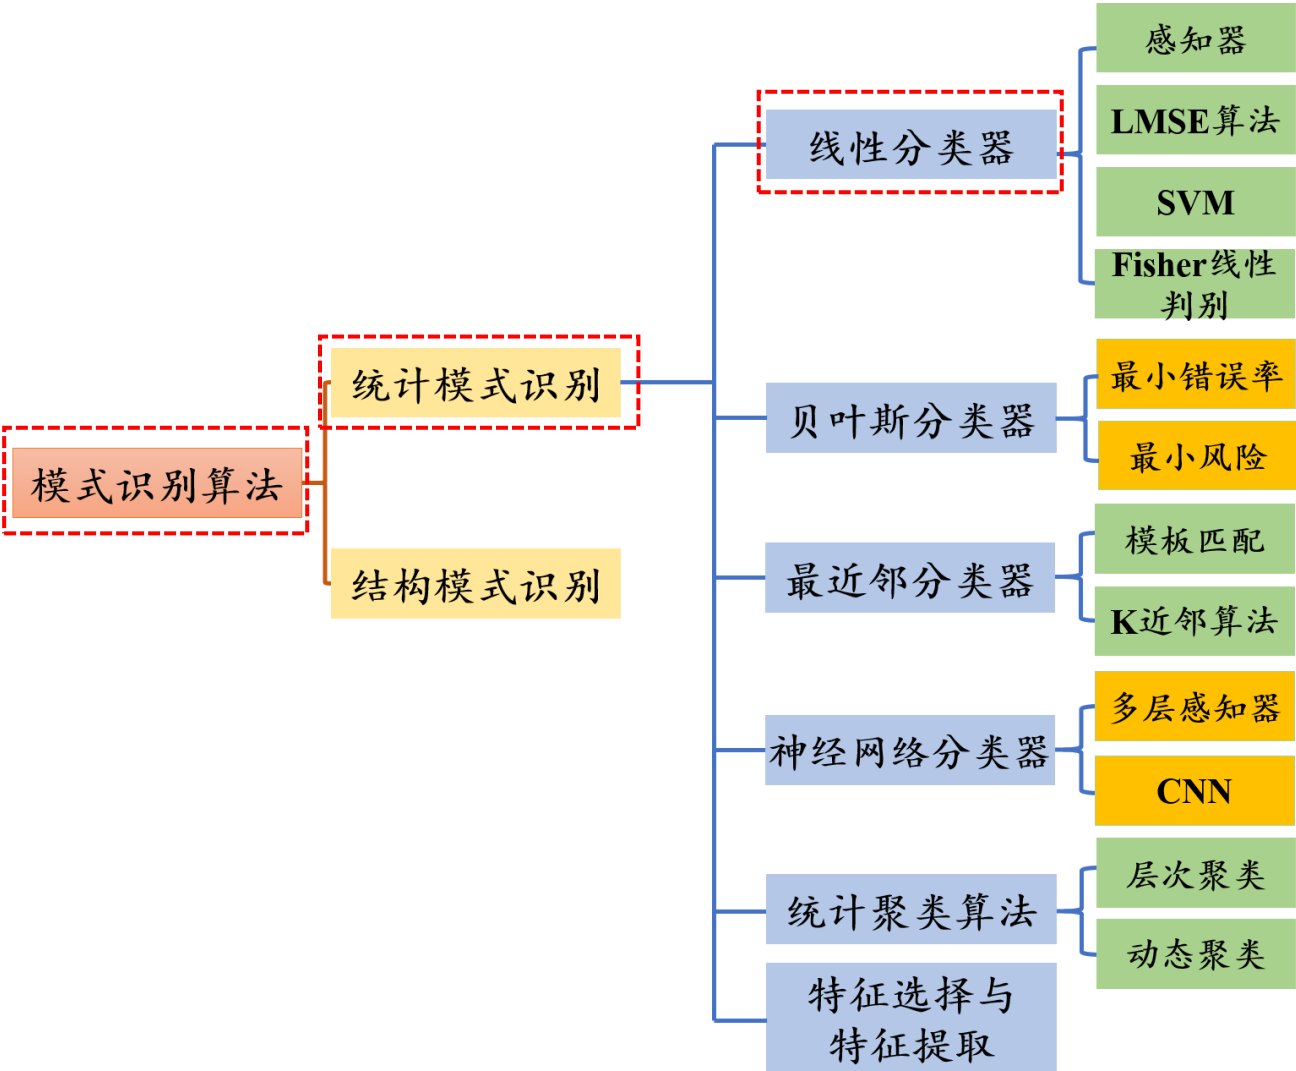 模式识别算法
统计模式识别
结构模式识别
线性分类器
感知器
LMSE算法
SVM
Fisher线性
判别
贝叶斯分类器
最小错误率
最小风险
最近邻分类器
模板匹配
K近邻算法
神经网络分类器
多层感知器
CNN
统计聚类算法
层次聚类
动态聚类
特征选择与
特征提取